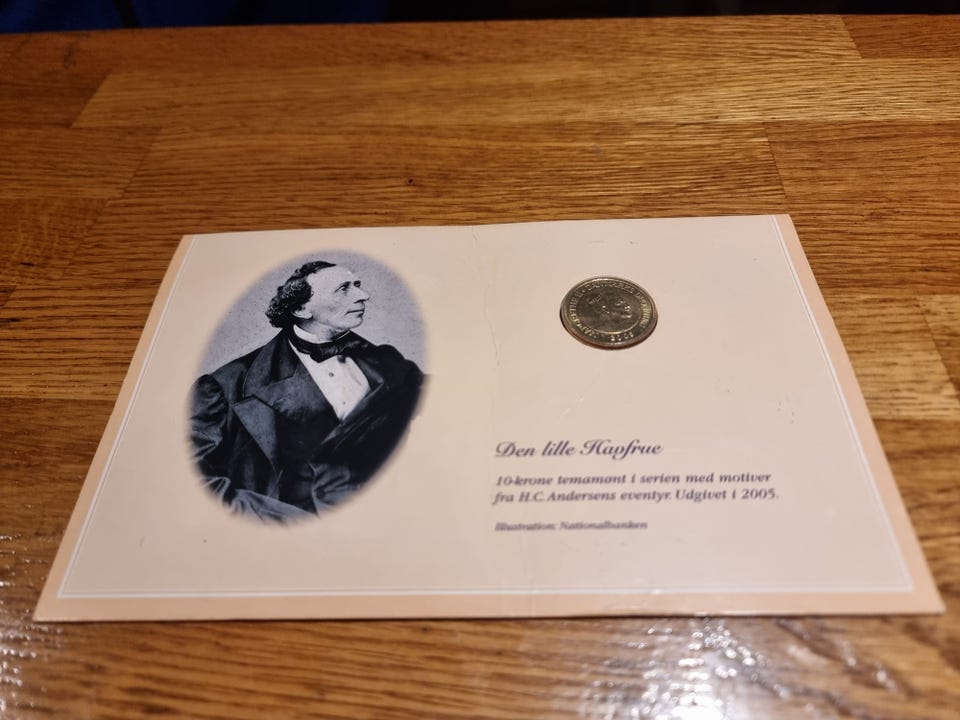 Den lille Havfrue
10-krone temamønt i serien med motiver
fra H.C. Andersens eventyr. Udgivet i 2005.
Illustration: Nationalbanken